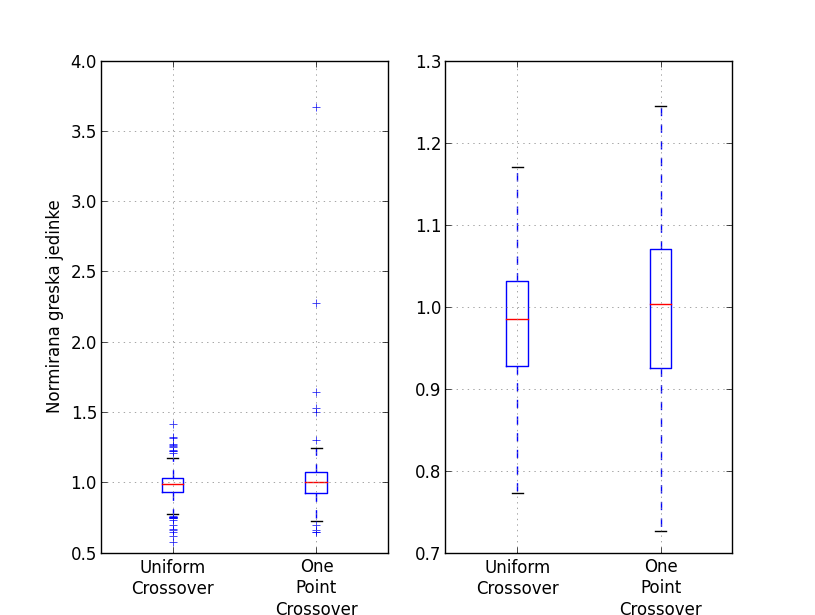 Normirana greska jedinke
4.0
3.5
3.0
2.5
2.0
1.5
1.0
0.5
Uniform
Crossover
One
Point
Crossover
1.3
1.2
1.1
1.0
0.9
0.8
0.7
Uniform
Crossover
One
Point
Crossover